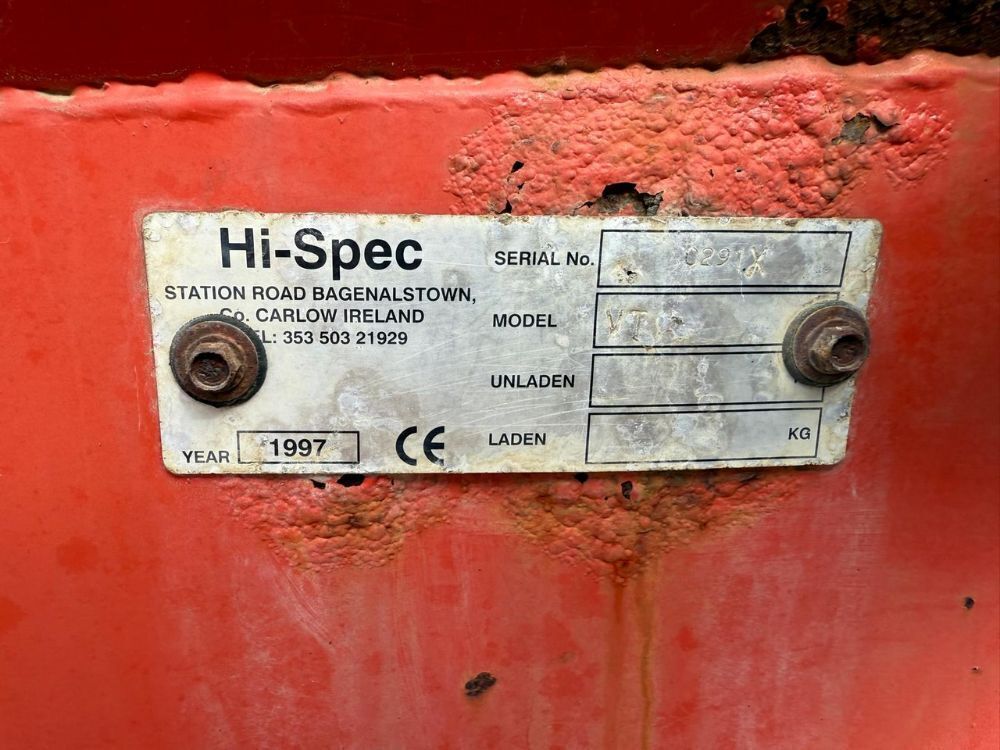 Hi-Spec
STATION ROAD BAGENALSTOWN,
Co. CARLOW IRELAND
TEL: 353 503 21929
YEAR 1997
CE
SERIAL No.
MODEL
UNLADEN
LADEN KG